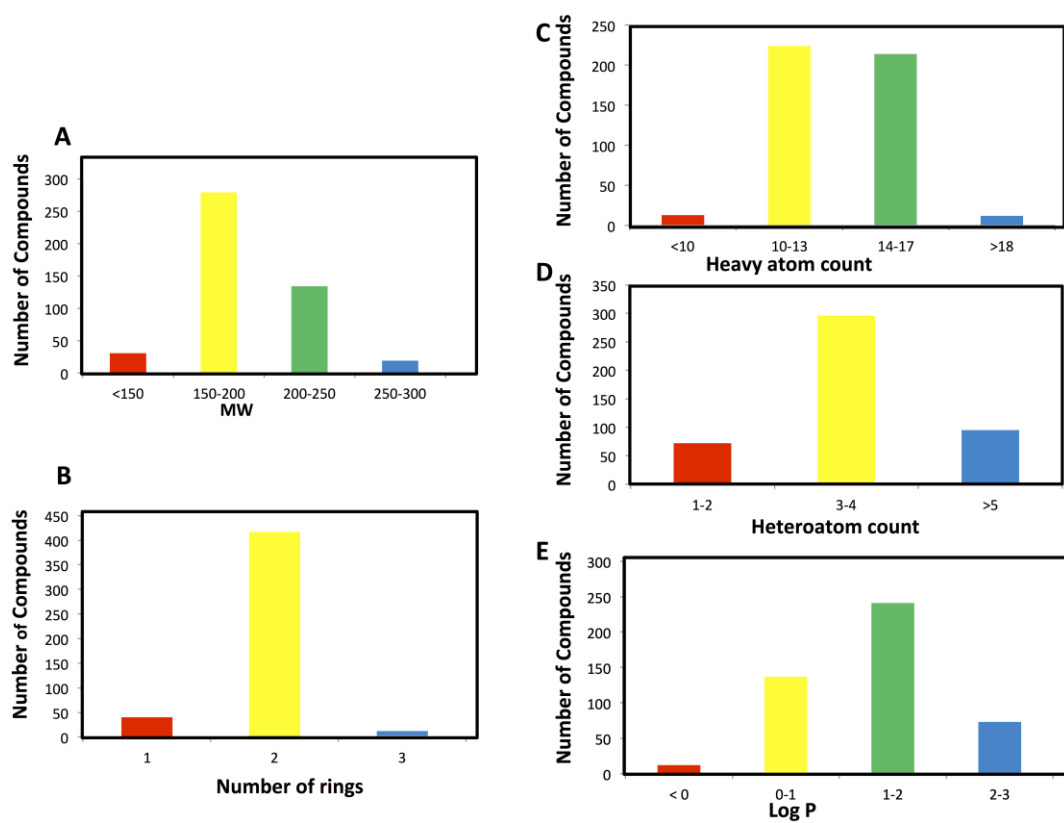 A
Number of Compounds
300
250
200
150
100
50
0
<150 150-200 200-250 250-300
MW
B
Number of Compounds
450
400
350
300
250
200
150
100
50
0
1 2 3
Number of rings
C
Number of Compounds
250
200
150
100
50
0
<10 10-13 14-17 >18
Heavy atom count
D
Number of Compounds
350
300
250
200
150
100
50
0
1-2 3-4 >5
Heteroatom count
E
Number of Compounds
300
250
200
150
100
50
0
< 0 0-1 1-2 2-3
Log P